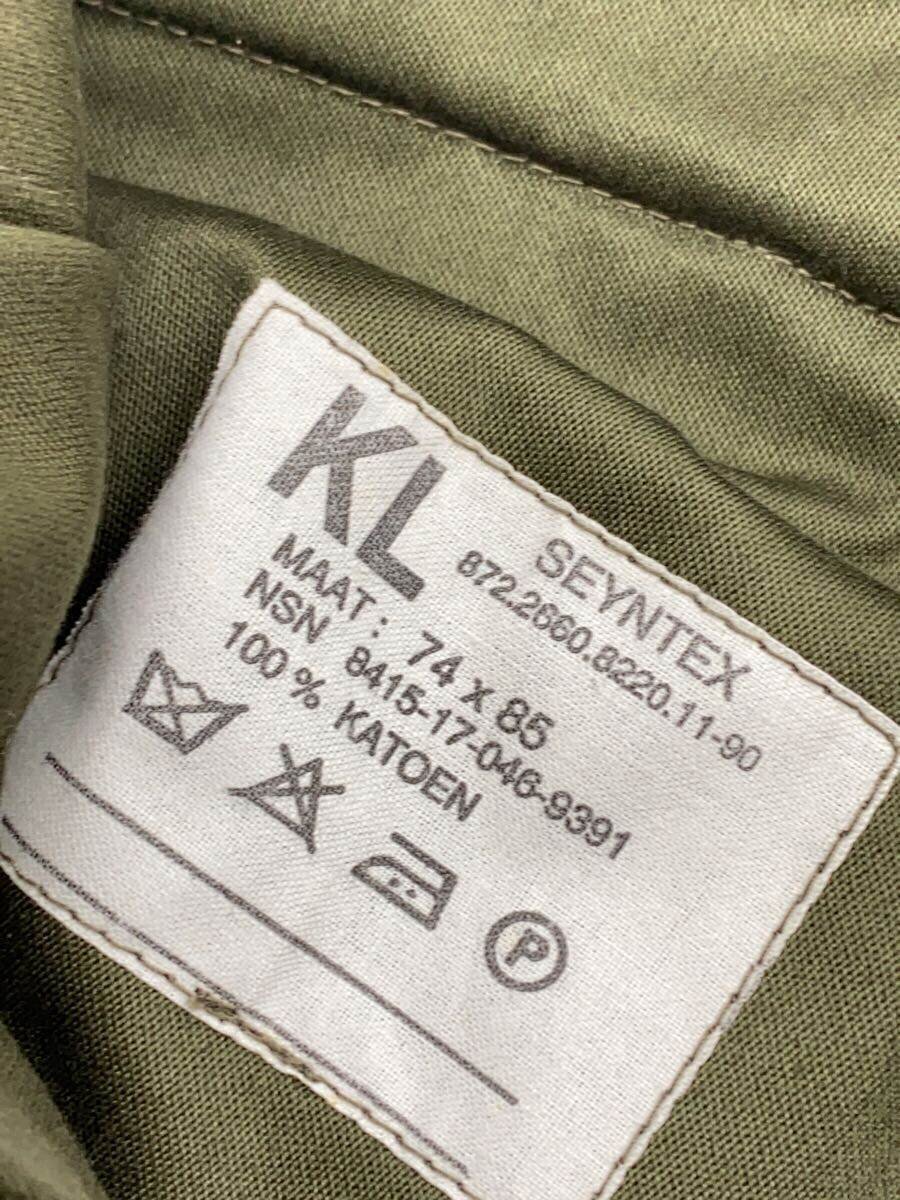 KL
SEYNTEX
872.2660.8220.11-90
MAAT: 74 x 85
NSN 8415-17-046-9391
100 % KATOEN
P